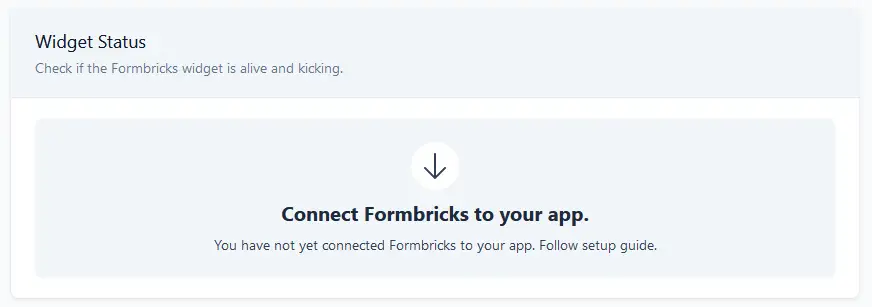 Widget Status
Check if the Formbricks widget is alive and kicking.
Connect Formbricks to your app.
You have not yet connected Formbricks to your app. Follow setup guide.